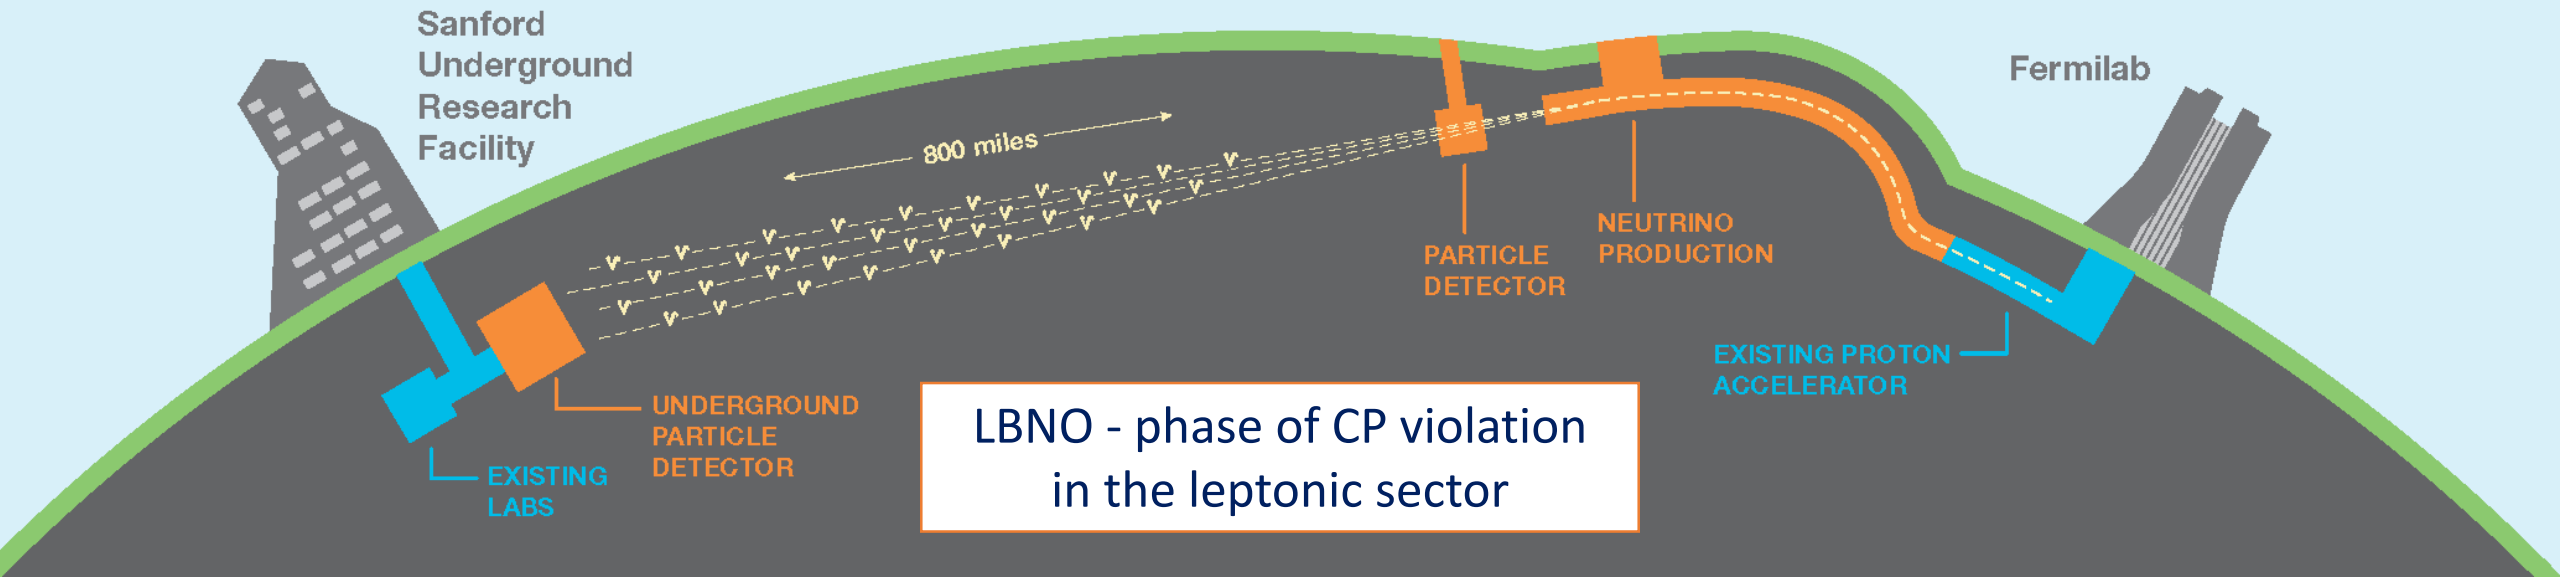 Sanford
Underground
Research
Facility
Fermilab
800 miles
PARTICLE
DETECTOR
NEUTRINO
PRODUCTION
EXISTING PROTON
ACCELERATOR
UNDERGROUND
PARTICLE
DETECTOR
EXISTING
LABS
LBNO - phase of CP violation
in the leptonic sector